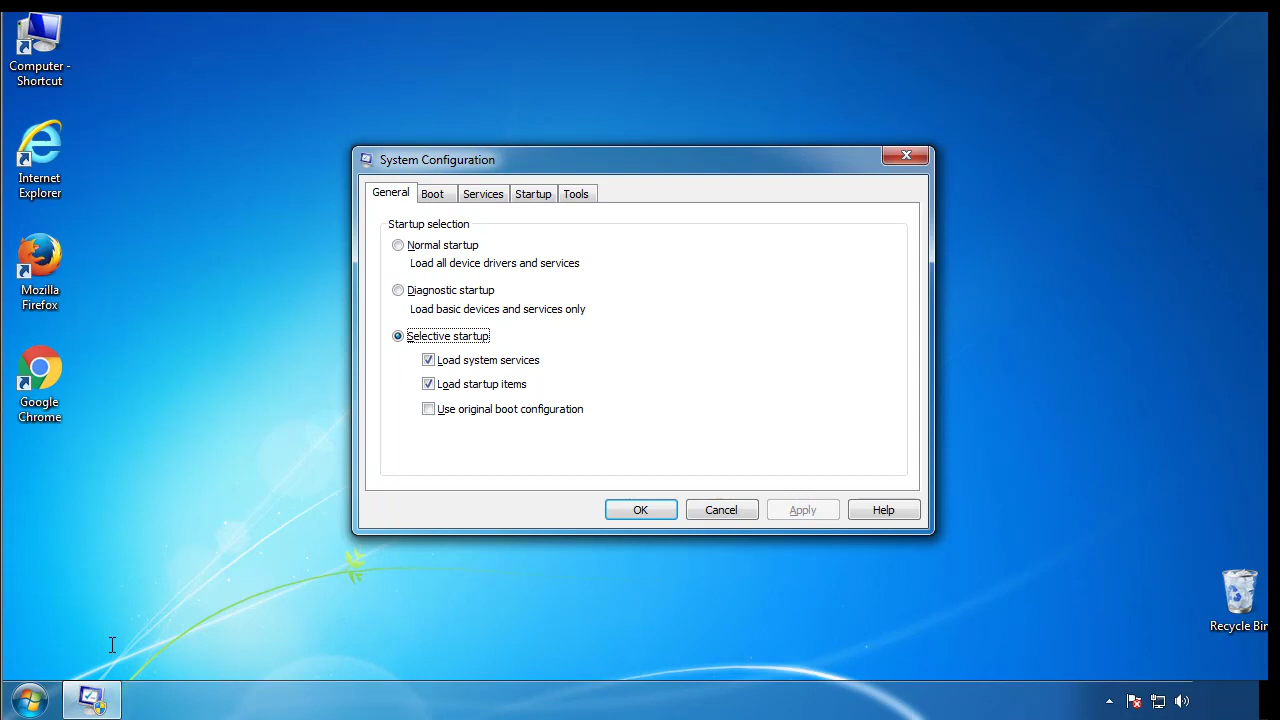 Computer -
Shortcut
Internet
Explorer
Mozilla
Firefox
Google
Chrome
System Configuration
General
Boot
Services
Startup
Tools
Startup selection
Normal startup
Load all device drivers and services
Diagnostic startup
Load basic devices and services only
Selective startup
Load system services
Load startup items
Use original boot configuration
OK
Cancel
Apply
Help
Recycle Bin